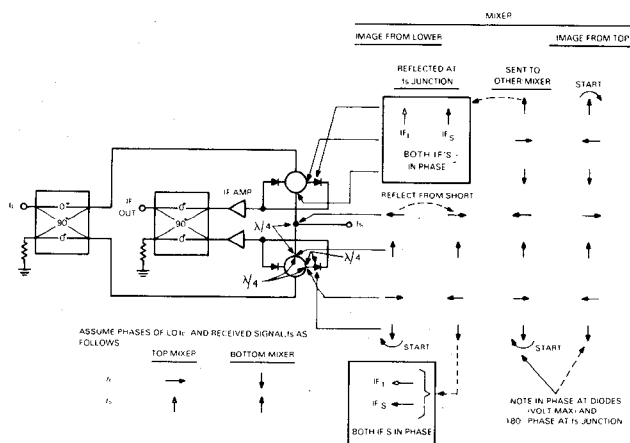 MIXER
IMAGE FROM LOWER
IMAGE FROM TOP
REFLECTED AT
fs JUNCTION
SENT TO
OTHER MIXER
START
IF₁ IFS
BOTH IF'S
IN PHASE
IF AMP
0°
90°
0°
IF
OUT
0°
90°
0°
REFLECT FROM SHORT
fs
λ/4
λ/4
λ/4
ASSUME PHASES OF LO AND RECEIVED SIGNAL, fs AS
FOLLOWS
TOP MIXER
BOTTOM MIXER
START
START
IF₁
IFS
BOTH IF S IN PHASE
NOTE IN PHASE AT DIODES
(VOLT MAX) AND
180° PHASE AT fs JUNCTION